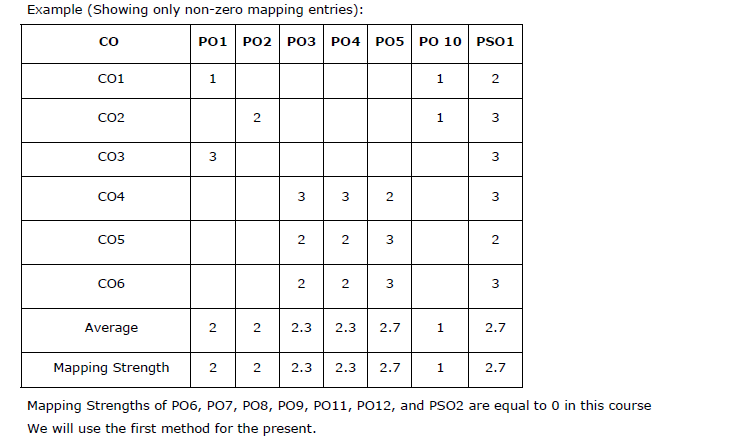 Example (Showing only non-zero mapping entries):
CO PO1 PO2 PO3 PO4 PO5 PO 10 PSO1
CO1 1 1 2
CO2 2 1 3
CO3 3 3
CO4 3 3 2 3
CO5 2 2 3 2
CO6 2 2 3 3
Average 2 2 2.3 2.3 2.7 1 2.7
Mapping Strength 2 2 2.3 2.3 2.7 1 2.7
Mapping Strengths of PO6, PO7, PO8, PO9, PO11, PO12, and PSO2 are equal to 0 in this course
We will use the first method for the present.